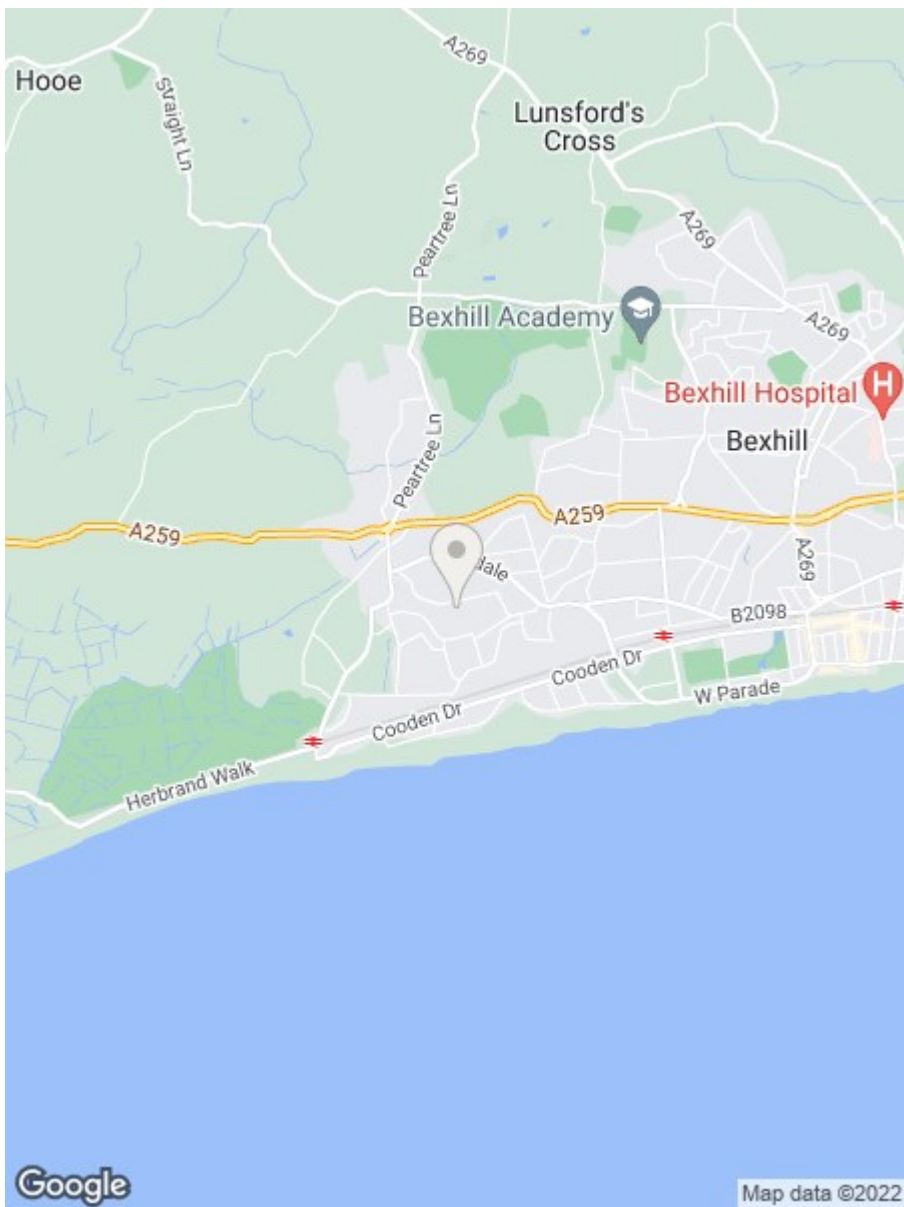 A269
Hooe
Straight Ln
Lunsford's
Cross
Peartree Ln
A269
Bexhill Academy
A269
Bexhill Hospital
H
Bexhill
Peartree Ln
A259
A259
dale
A269
B2098
Cooden Dr
W Parade
Cooden Dr
Herbrand Walk
Google
Map data ©2022